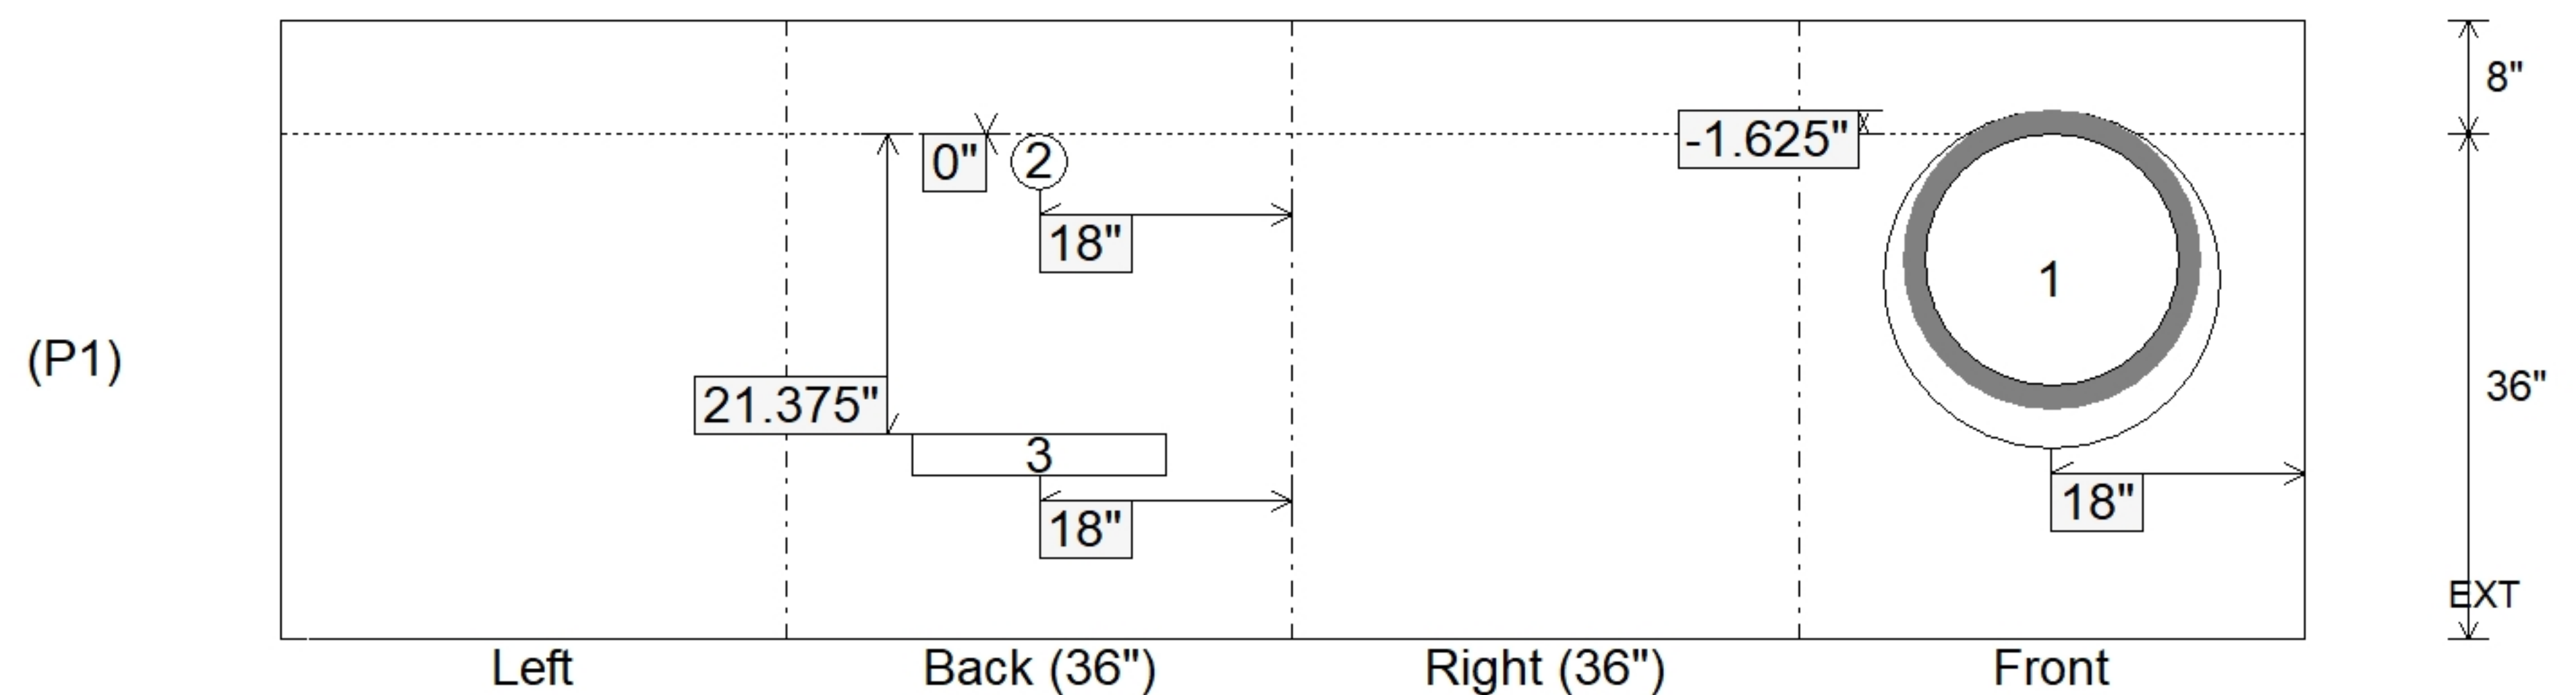 8"
-1.625"
0"
2
18"
1
(P1)
36"
21.375"
3
18"
18"
EXT
Left
Back (36")
Right (36")
Front